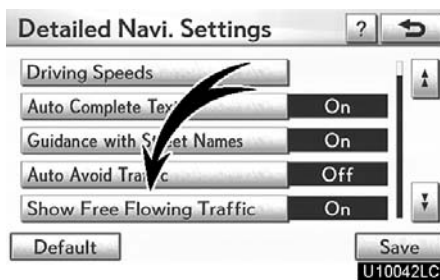 Detailed Navi. Settings ?
Driving Speeds
Auto Complete On
Guidance with Names On
Auto Avoid Off
Show Free Flowing Traffic On
Default Save
U10042LC